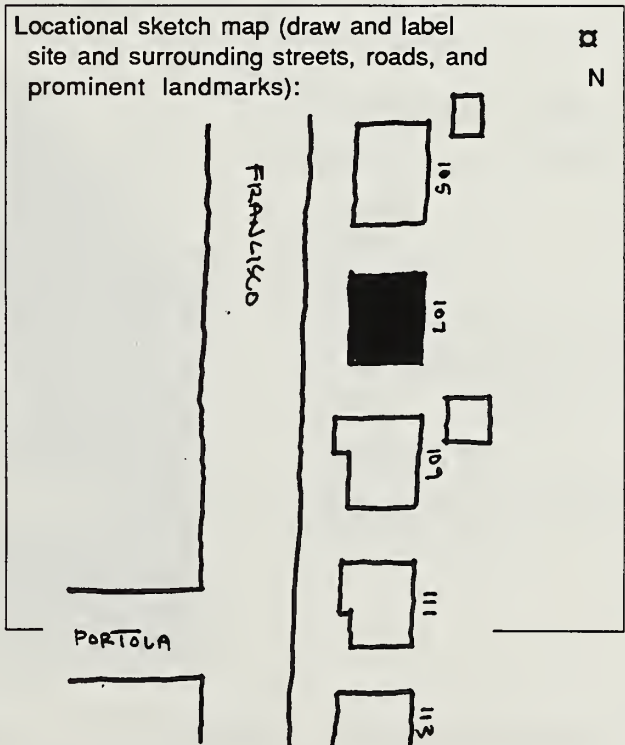 Locational sketch map (draw and label
site and surrounding streets, roads, and
prominent landmarks):
¤
N
FRANCISCO
105
107
109
111
PORTOLA
113